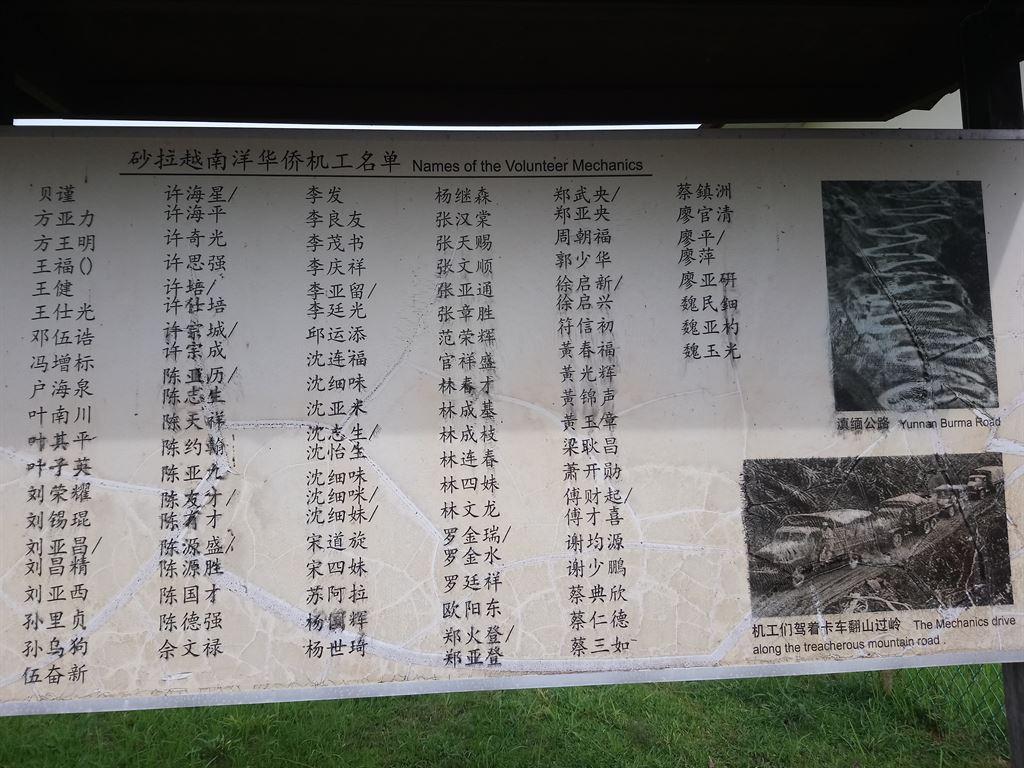 砂拉越南洋华侨机工名单 Names of the Volunteer Mechanics
贝谨
方亚力
方王明
王福()
王健
王仕光
邓伍诰
冯增标
户海泉
叶南川
叶其平
叶子英
刘荣耀
刘锡琨
刘亚昌/
刘昌精
刘亚西
孙里贞
孙乌狗
伍奋新
许海星/
许海平
许奇光
许思强
许培/
许仕培
许宗城/
许宗成
陈亚历/
陈志生
陈天祥
陈约翰
陈亚九
陈友才/
陈有才
陈源盛/
陈源胜
陈国才
陈德强
余文禄
李发
李良友
李茂书
李庆祥
李亚留/
李廷光
邱运添
沈连福
沈细味
沈亚米
沈志生/
沈怡生
沈细味
沈细咪/
沈细妹/
宋道旋
宋四妹
苏阿拉
杨国辉
杨世琦
杨继森
张汉棠
张天赐
张文顺
张亚通
张章胜
范荣辉
官祥盛
林春才
林成基
林成枝
林连春
林四妹
林文龙
罗金瑞/
罗金水
罗廷祥
欧阳东
郑火登/
郑亚登
郑武央/
郑亚央
周朝福
郭少华
徐启新/
徐启兴
符信初
黄春福
黄光辉
黄锦声
黄玉章
梁耿昌
萧开勋
傅财起/
傅才喜
谢均源
谢少鹏
蔡典欣
蔡仁德
蔡三如
蔡鎮洲
廖官清
廖平/
廖萍
廖亚研
魏民鈿
魏亚杓
魏玉光
滇缅公路 Yunnan Burma Road
机工们驾着卡车翻山过岭 The Mechanics drive
along the treacherous mountain road